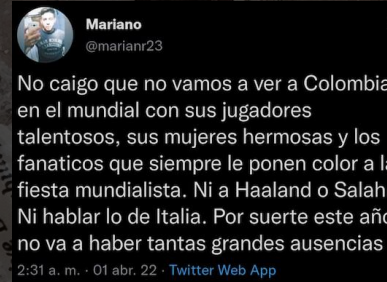 Mariano
@marianr23
No caigo que no vamos a ver a Colombia
en el mundial con sus jugadores
talentosos, sus mujeres hermosas y los
fanaticos que siempre le ponen color a la
fiesta mundialista. Ni a Haaland o Salah
Ni hablar lo de Italia. Por suerte este año
no va a haber tantas grandes ausencias
2:31 a. m. · 01 abr. 22 · Twitter Web App